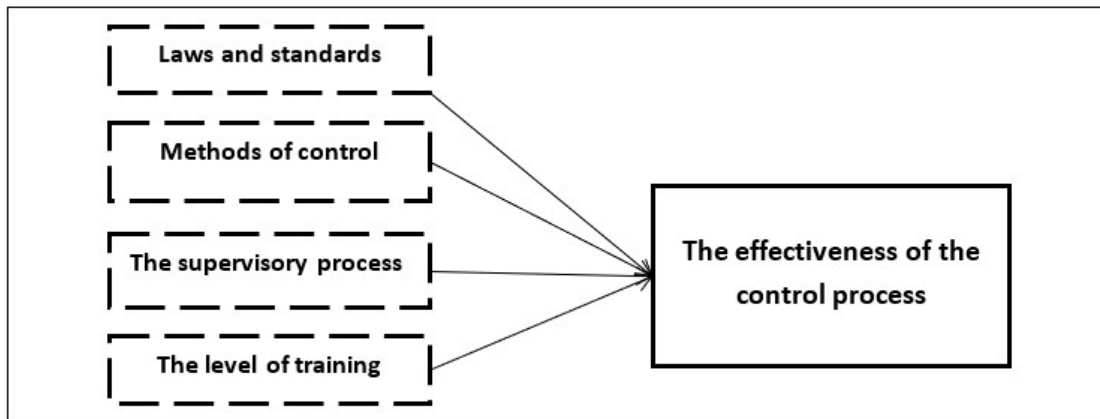 Laws and standards
Methods of control
The supervisory process
The level of training
The effectiveness of the
control process